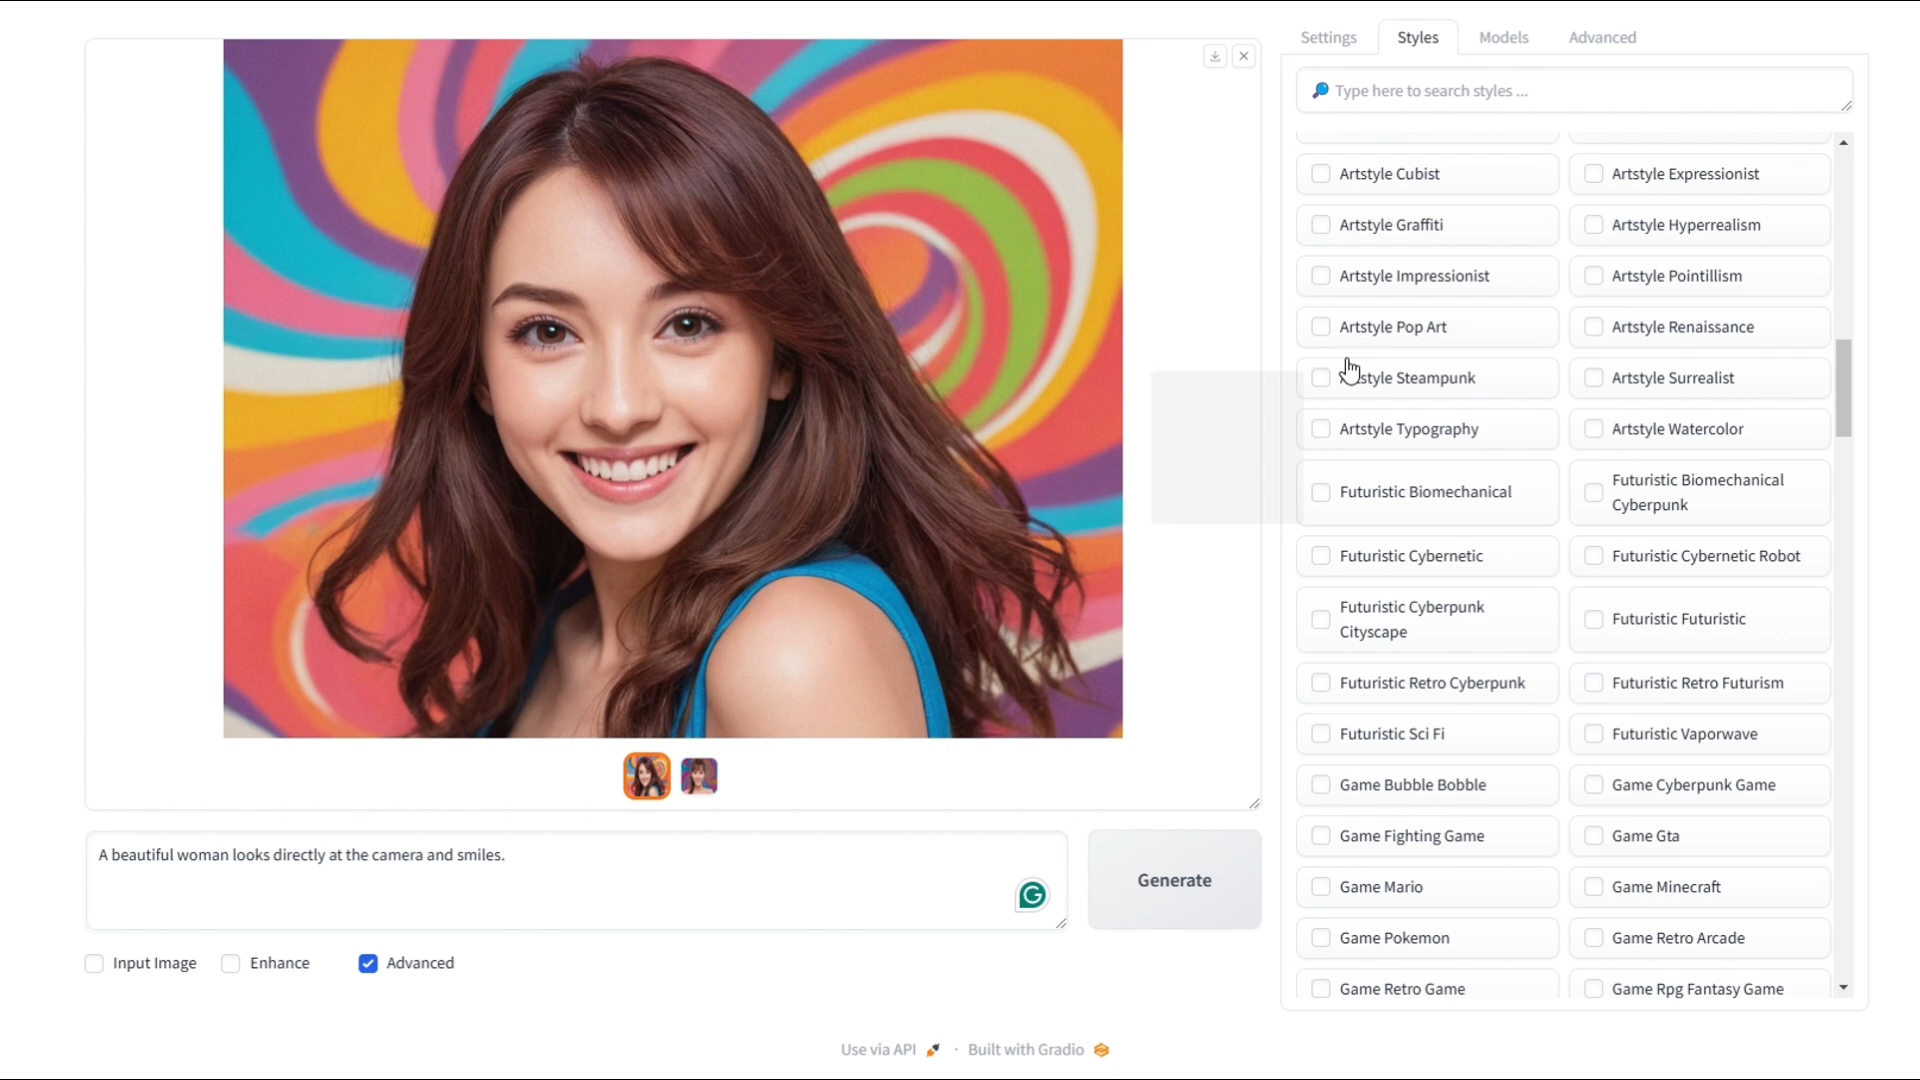 Settings
Styles
Models
Advanced
🔎 Type here to search styles ...
Artstyle Cubist
Artstyle Expressionist
Artstyle Graffiti
Artstyle Hyperrealism
Artstyle Impressionist
Artstyle Pointillism
Artstyle Pop Art
Artstyle Renaissance
style Steampunk
Artstyle Surrealist
Artstyle Typography
Artstyle Watercolor
Futuristic Biomechanical
Futuristic Biomechanical
Cyberpunk
Futuristic Cybernetic
Futuristic Cybernetic Robot
Futuristic Cyberpunk
Cityscape
Futuristic Futuristic
Futuristic Retro Cyberpunk
Futuristic Retro Futurism
Futuristic Sci Fi
Futuristic Vaporwave
Game Bubble Bobble
Game Cyberpunk Game
Game Fighting Game
Game Gta
Game Mario
Game Minecraft
Game Pokemon
Game Retro Arcade
Game Retro Game
Game Rpg Fantasy Game
A beautiful woman looks directly at the camera and smiles.
G
Generate
Input Image
Enhance
Advanced
Use via API 🚀 · Built with Gradio